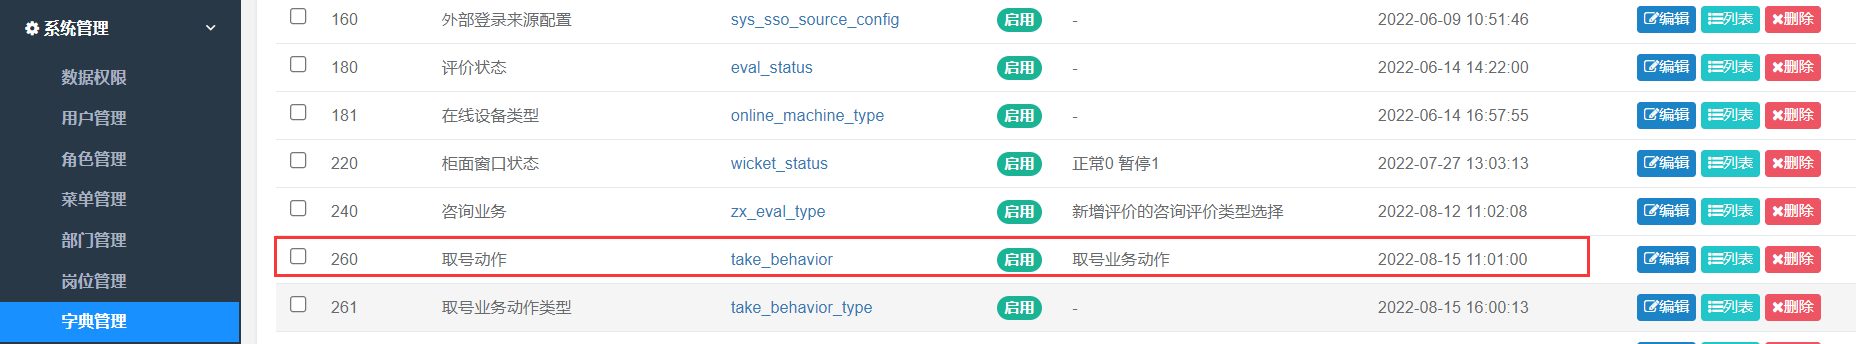 系统管理
数据权限
用户管理
角色管理
菜单管理
部门管理
岗位管理
字典管理
160 外部登录来源配置 sys_sso_source_config 启用 - 2022-06-09 10:51:46 编辑 列表 删除
180 评价状态 eval_status 启用 - 2022-06-14 14:22:00 编辑 列表 删除
181 在线设备类型 online_machine_type 启用 - 2022-06-14 16:57:55 编辑 列表 删除
220 柜面窗口状态 wicket_status 启用 正常0 暂停1 2022-07-27 13:03:13 编辑 列表 删除
240 咨询业务 zx_eval_type 启用 新增评价的咨询评价类型选择 2022-08-12 11:02:08 编辑 列表 删除
260 取号动作 take_behavior 启用 取号业务动作 2022-08-15 11:01:00 编辑 列表 删除
261 取号业务动作类型 take_behavior_type 启用 - 2022-08-15 16:00:13 编辑 列表 删除